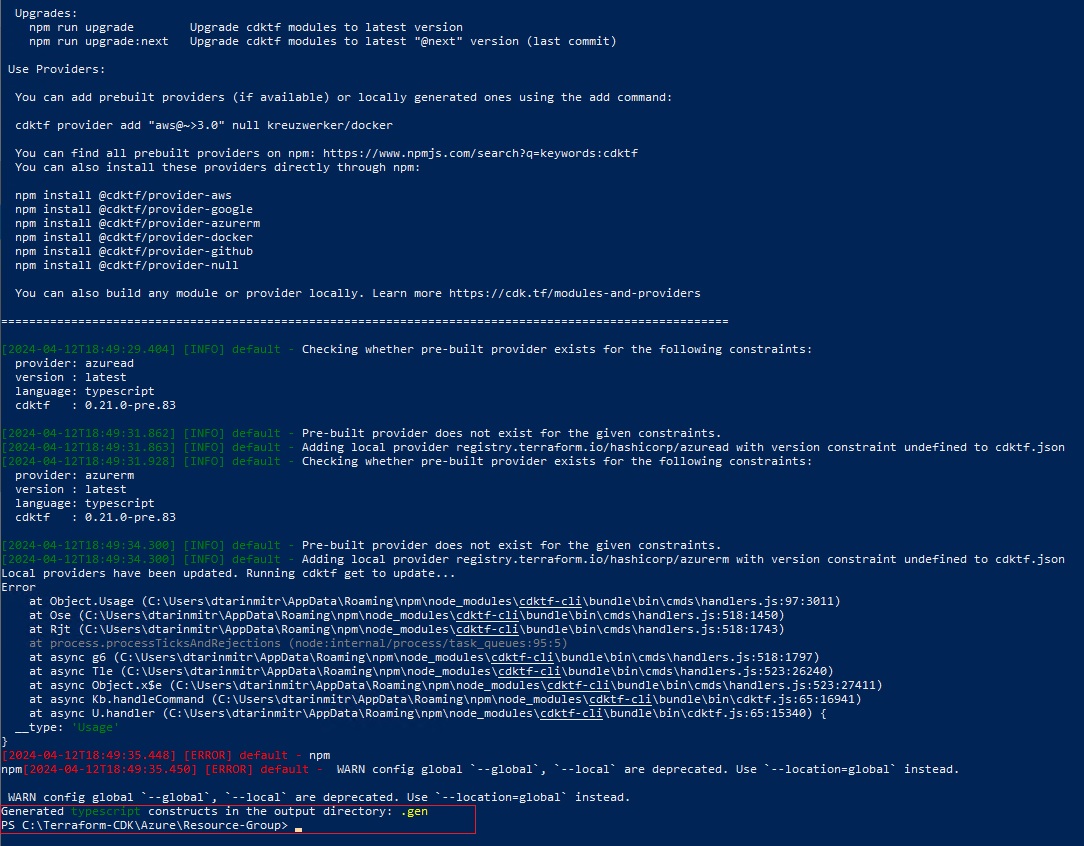 Upgrades:
npm run upgrade        Upgrade cdktf modules to latest version
npm run upgrade:next   Upgrade cdktf modules to latest "@next" version (last commit)
Use Providers:
You can add prebuilt providers (if available) or locally generated ones using the add command:
cdktf provider add "aws@~>3.0" null kreuzwerker/docker
You can find all prebuilt providers on npm: https://www.npmjs.com/search?q=keywords:cdktf
You can also install these providers directly through npm:
npm install @cdktf/provider-aws
npm install @cdktf/provider-google
npm install @cdktf/provider-azurerm
npm install @cdktf/provider-docker
npm install @cdktf/provider-github
npm install @cdktf/provider-null
You can also build any module or provider locally. Learn more https://cdk.tf/modules-and-providers
========================================================================================================
[2024-04-12T18:49:29.404] [INFO] default - Checking whether pre-built provider exists for the following constraints:
provider: azuread
version : latest
language: typescript
cdktf   : 0.21.0-pre.83
[2024-04-12T18:49:31.862] [INFO] default - Pre-built provider does not exist for the given constraints.
[2024-04-12T18:49:31.863] [INFO] default - Adding local provider registry.terraform.io/hashicorp/azuread with version constraint undefined to cdktf.json
[2024-04-12T18:49:31.928] [INFO] default - Checking whether pre-built provider exists for the following constraints:
provider: azurerm
version : latest
language: typescript
cdktf   : 0.21.0-pre.83
[2024-04-12T18:49:34.300] [INFO] default - Pre-built provider does not exist for the given constraints.
[2024-04-12T18:49:34.300] [INFO] default - Adding local provider registry.terraform.io/hashicorp/azurerm with version constraint undefined to cdktf.json
Local providers have been updated. Running cdktf get to update...
Error
at Object.Usage (C:\Users\dtarinmitr\AppData\Roaming\npm\node_modules\cdktf-cli\bundle\bin\cmds\handlers.js:97:3011)
at Ose (C:\Users\dtarinmitr\AppData\Roaming\npm\node_modules\cdktf-cli\bundle\bin\cmds\handlers.js:518:1450)
at Rjt (C:\Users\dtarinmitr\AppData\Roaming\npm\node_modules\cdktf-cli\bundle\bin\cmds\handlers.js:518:1743)
at process.processTicksAndRejections (node:internal/process/task_queues:95:5)
at async g6 (C:\Users\dtarinmitr\AppData\Roaming\npm\node_modules\cdktf-cli\bundle\bin\cmds\handlers.js:518:1797)
at async Tle (C:\Users\dtarinmitr\AppData\Roaming\npm\node_modules\cdktf-cli\bundle\bin\cmds\handlers.js:523:26240)
at async Object.x$e (C:\Users\dtarinmitr\AppData\Roaming\npm\node_modules\cdktf-cli\bundle\bin\cmds\handlers.js:523:27411)
at async Kb.handleCommand (C:\Users\dtarinmitr\AppData\Roaming\npm\node_modules\cdktf-cli\bundle\bin\cdktf.js:65:16941)
at async U.handler (C:\Users\dtarinmitr\AppData\Roaming\npm\node_modules\cdktf-cli\bundle\bin\cdktf.js:65:15340) {
__type: 'Usage'
}
[2024-04-12T18:49:35.448] [ERROR] default - npm
npm[2024-04-12T18:49:35.450] [ERROR] default -  WARN config global `--global`, `--local` are deprecated. Use `--location=global` instead.
WARN config global `--global`, `--local` are deprecated. Use `--location=global` instead.
Generated typescript constructs in the output directory: .gen
PS C:\Terraform-CDK\Azure\Resource-Group>